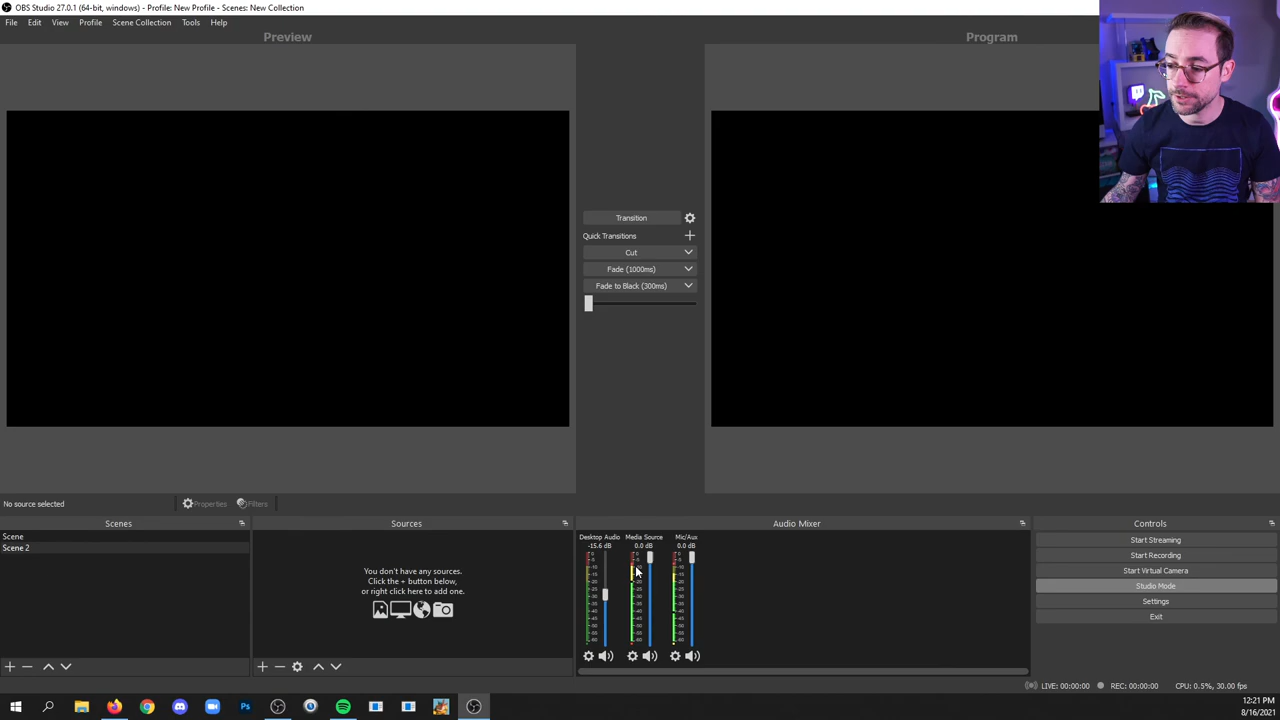 OBS Studio 27.0.1 (64-bit, windows) - Profile: New Profile - Scenes: New Collection
File Edit View Profile Scene Collection Tools Help
Preview
Program
Transition
Quick Transitions
Cut
Fade (1000ms)
Fade to Black (300ms)
No source selected
Properties
Filters
Scenes
Sources
Audio Mixer
Controls
Scene
Scene 2
You don't have any sources.
Click the + button below,
or right click here to add one.
Desktop Audio
-15.6 dB
Media Source
0.0 dB
Mic/Aux
0.0 dB
Start Streaming
Start Recording
Start Virtual Camera
Studio Mode
Settings
Exit
LIVE: 00:00:00
REC: 00:00:00
CPU: 0.5%, 30.00 fps
Ps
12:21 PM
8/16/2021